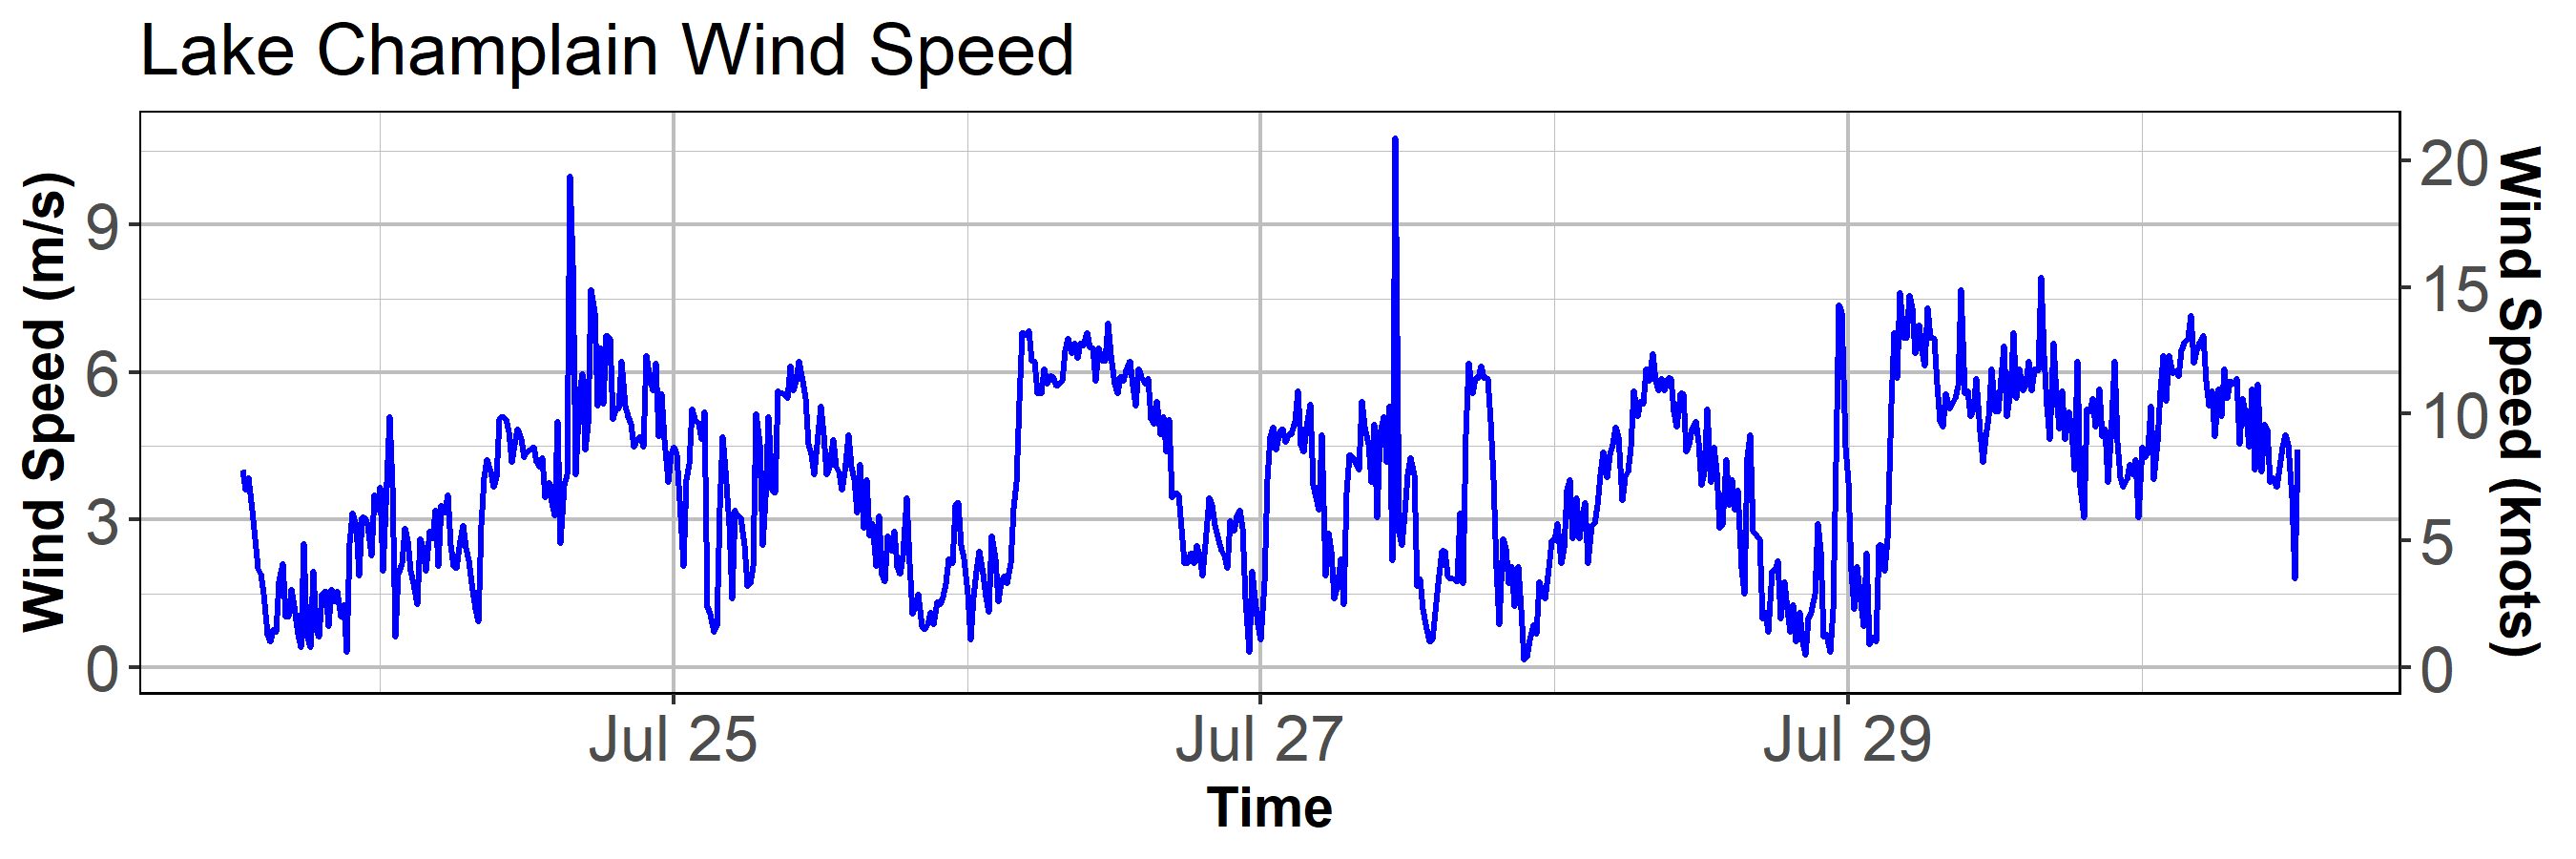 Lake Champlain Wind Speed
Wind Speed (m/s)
9
6
3
0
20
15
10
5
0
Wind Speed (knots)
Jul 25
Jul 27
Jul 29
Time